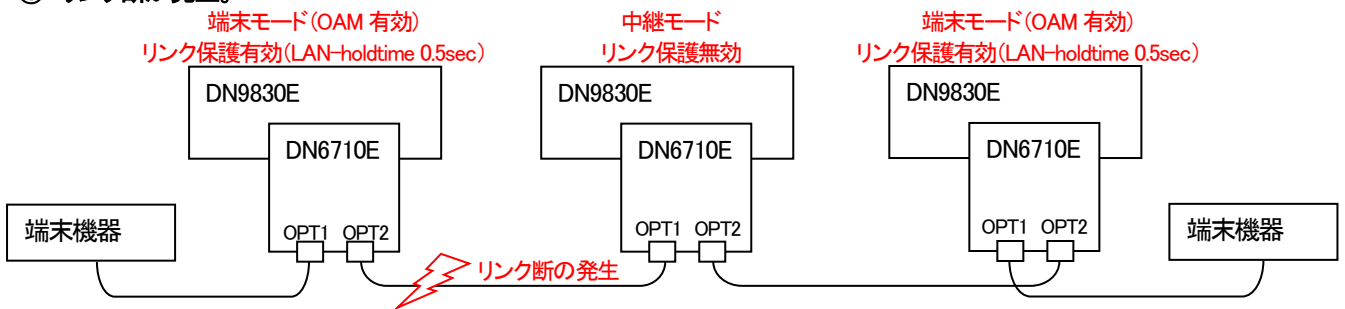 端末モード（OAM 有効）
リンク保護有効（LAN-holdtime 0.5sec）
中継モード
リンク保護無効
端末モード（OAM 有効）
リンク保護有効（LAN-holdtime 0.5sec）
DN9830E
DN9830E
DN9830E
DN6710E
DN6710E
DN6710E
端末機器
OPT1 OPT2
OPT1 OPT2
OPT1 OPT2
端末機器
リンク断の発生